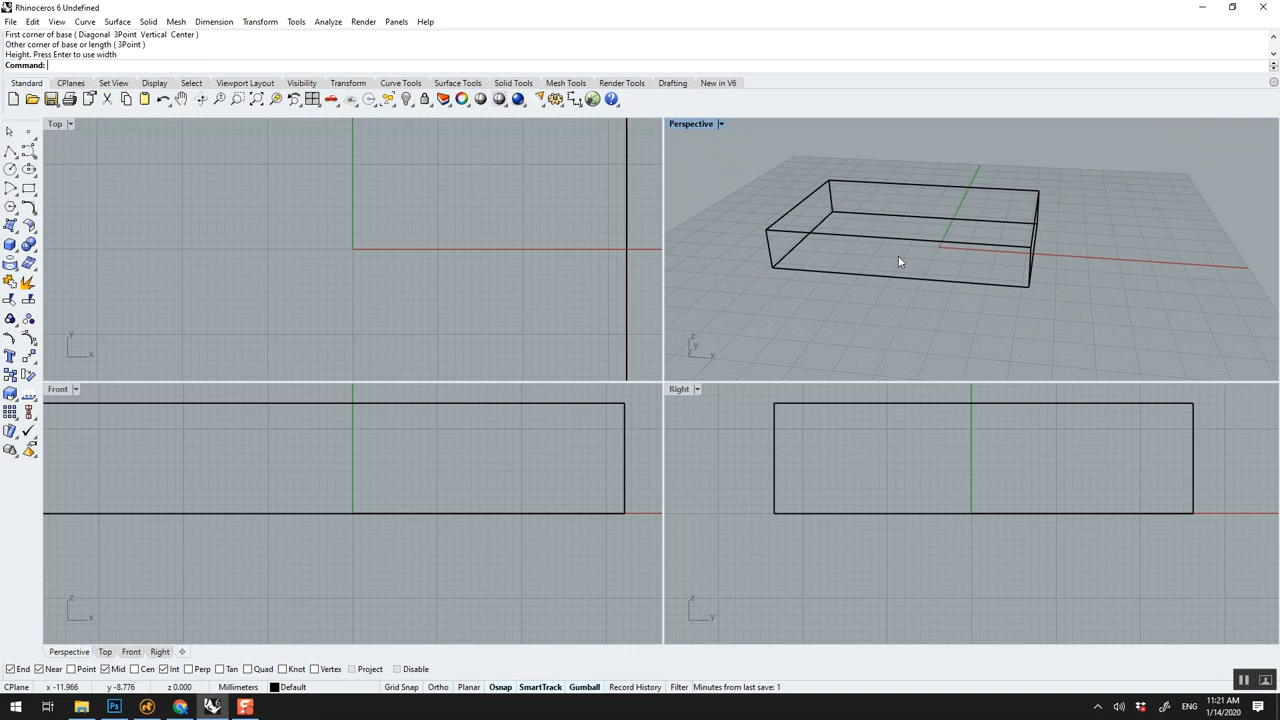 Rhinoceros 6 Undefined
File Edit View Curve Surface Solid Mesh Dimension Transform Tools Analyze Render Panels Help
First corner of base ( Diagonal 3Point Vertical Center )
Other corner of base or length ( 3Point )
Height. Press Enter to use width
Command:
Standard CPlanes Set View Display Select Viewport Layout Visibility Transform Curve Tools Surface Tools Solid Tools Mesh Tools Render Tools Drafting New in V6
Top
Perspective
y
x
z
y
x
Front
Right
z
x
z
y
Perspective Top Front Right
End Near Point Mid Cen Int Perp Tan Quad Knot Vertex Project Disable
CPlane x -11.966 y -8.776 z 0.000 Millimeters Default Grid Snap Ortho Planar Osnap SmartTrack Gumball Record History Filter Minutes from last save: 1
Ps ENG 11:21 AM
1/14/2020